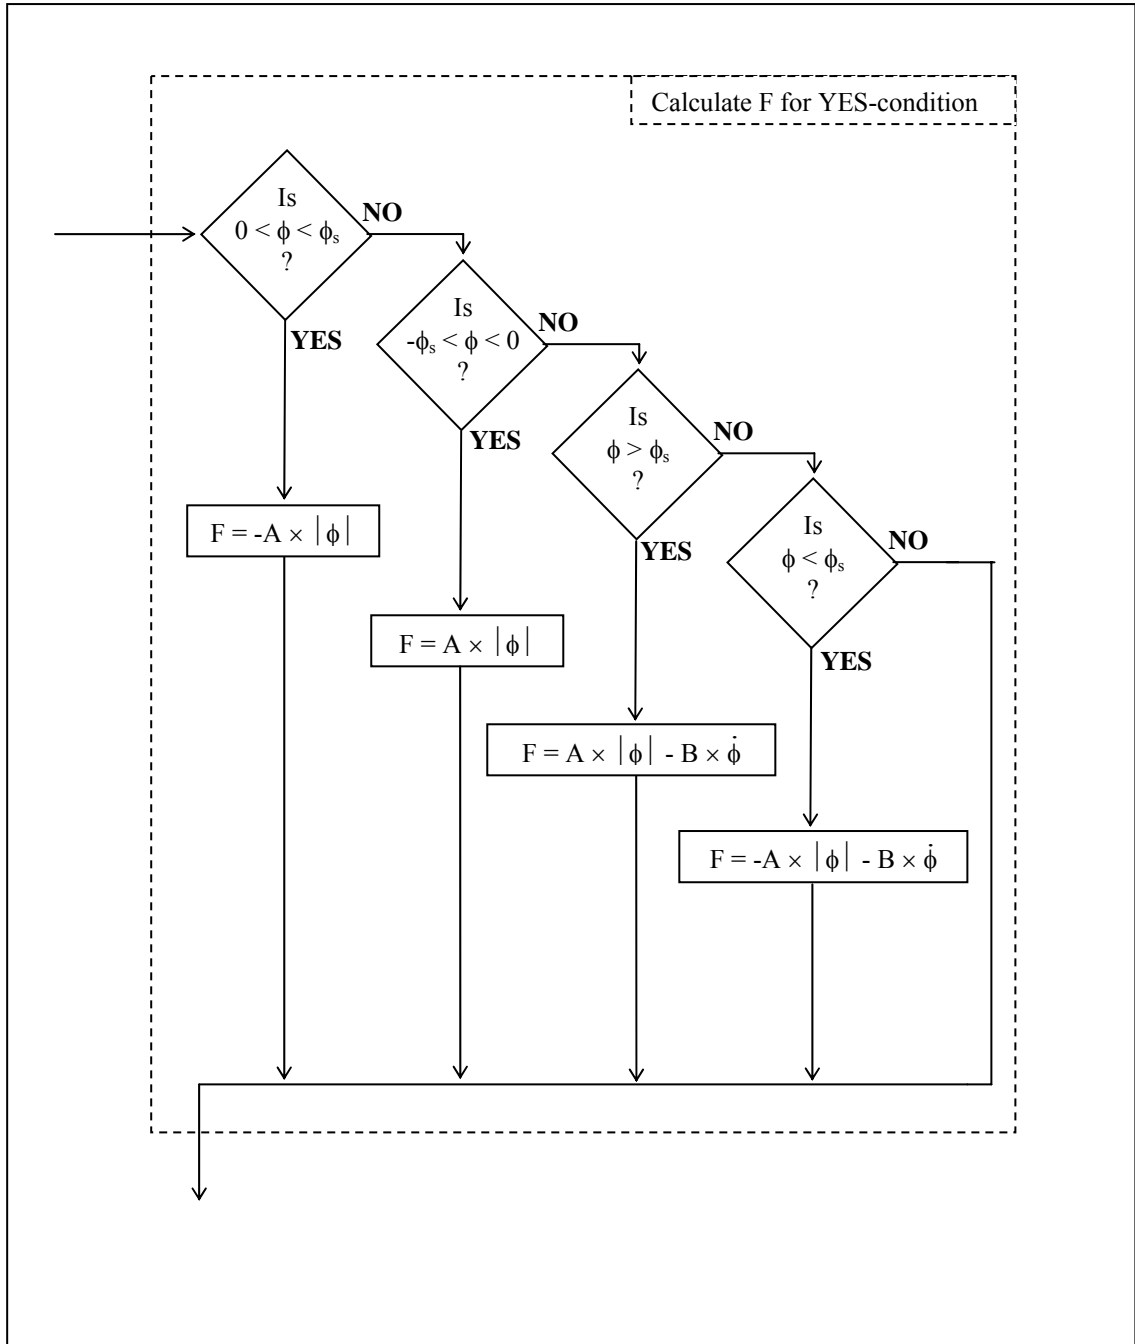 Calculate F for YES-condition
Is
0 < ϕ < ϕₛ
?
NO
YES
Is
-ϕₛ < ϕ < 0
?
NO
YES
Is
ϕ > ϕₛ
?
NO
YES
Is
ϕ < ϕₛ
?
NO
YES
F = -A × |ϕ|
F = A × |ϕ|
F = A × |ϕ| - B × ϕ̇
F = -A × |ϕ| - B × ϕ̇